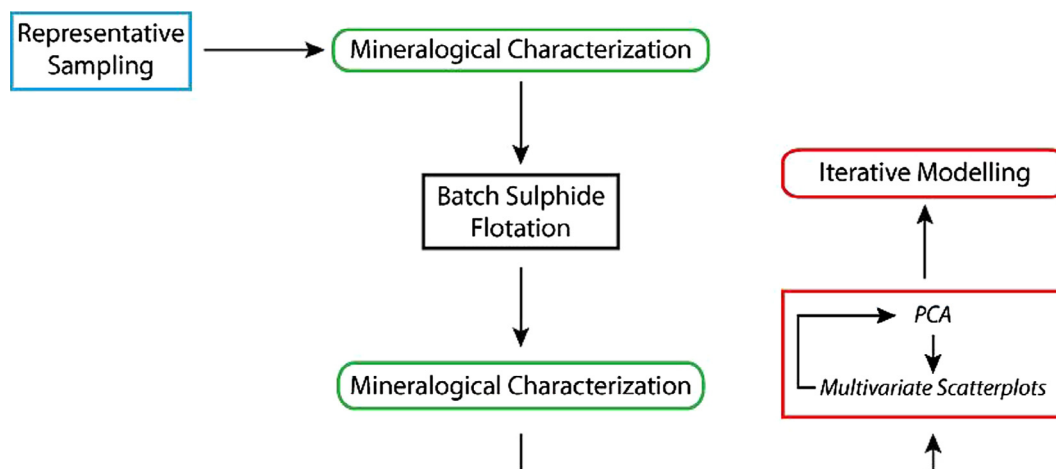 Representative
Sampling
Mineralogical Characterization
Batch Sulphide
Flotation
Mineralogical Characterization
Iterative Modelling
PCA
Multivariate Scatterplots